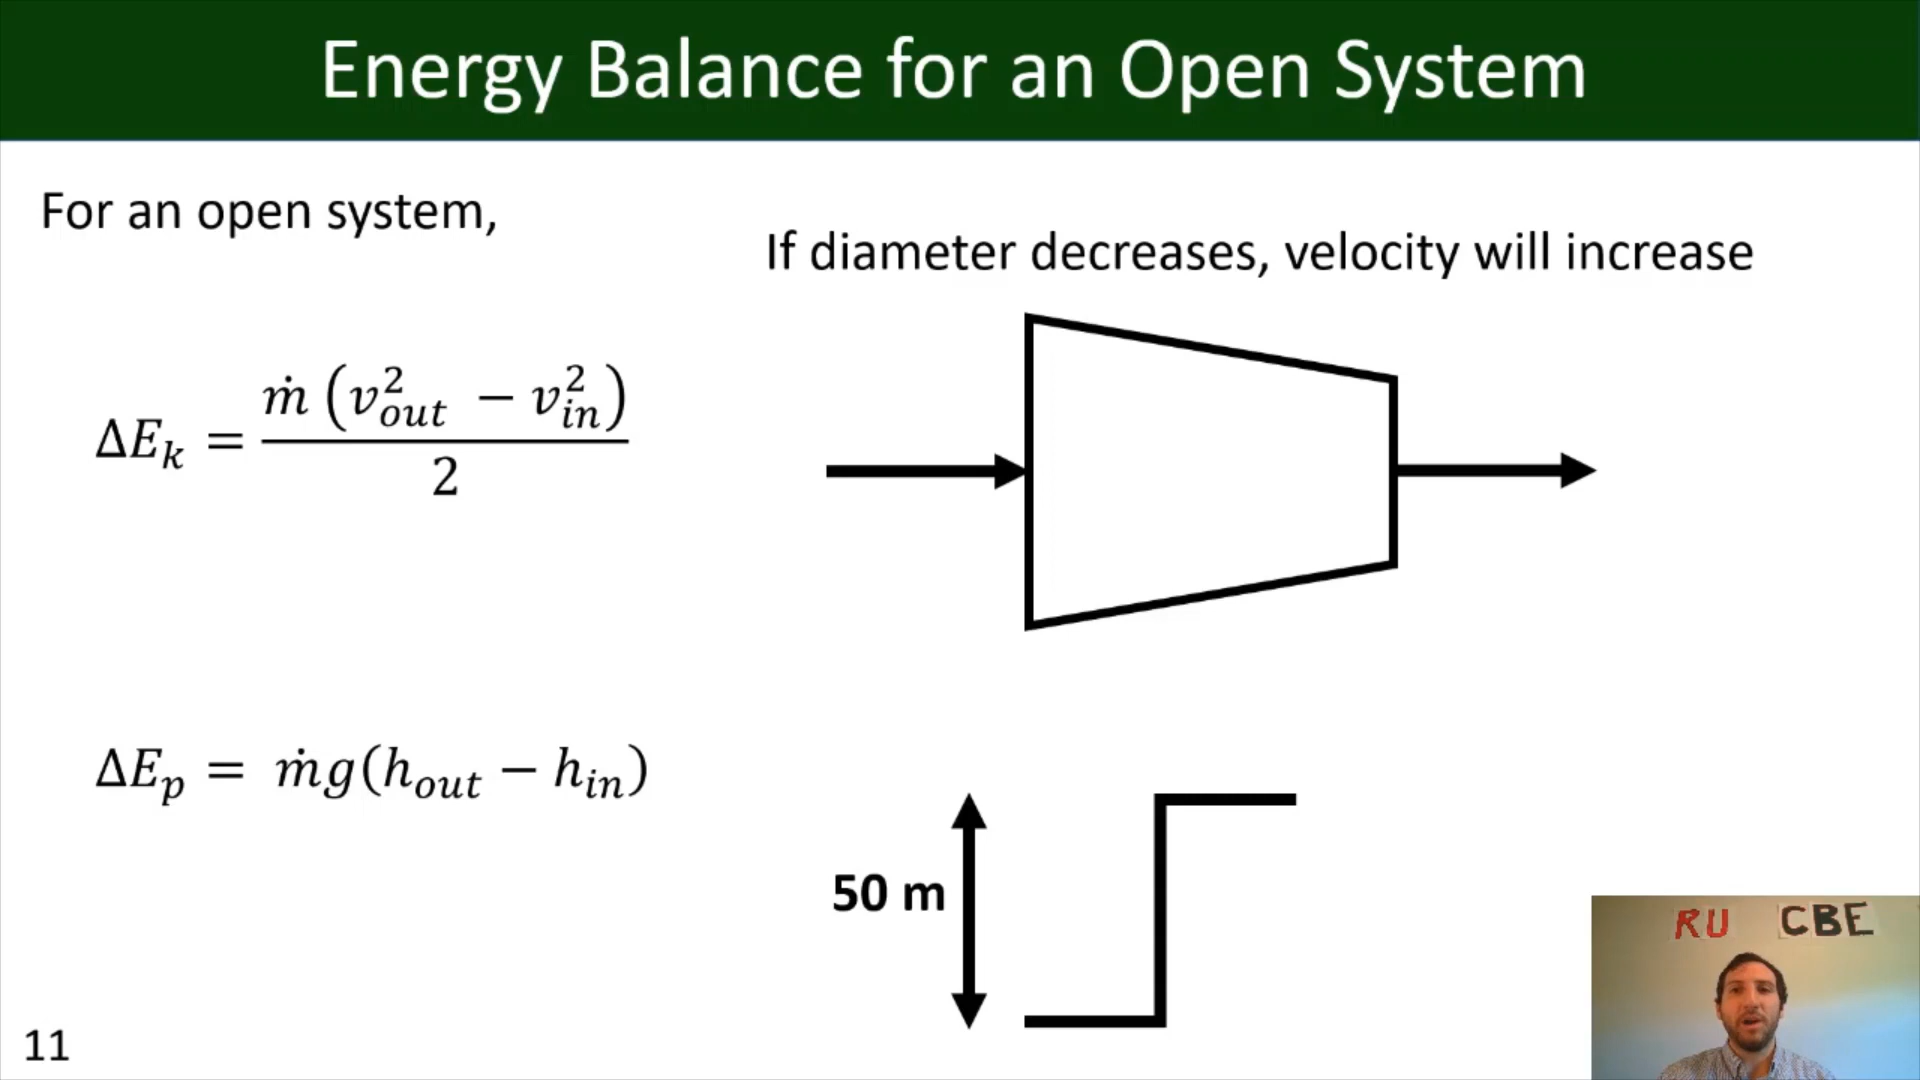 Energy Balance for an Open System
For an open system,
If diameter decreases, velocity will increase
ΔE_k = ṁ (v_out^2 − v_in^2) / 2
ΔE_p = ṁg(h_out − h_in)
50 m
RU CBE
11